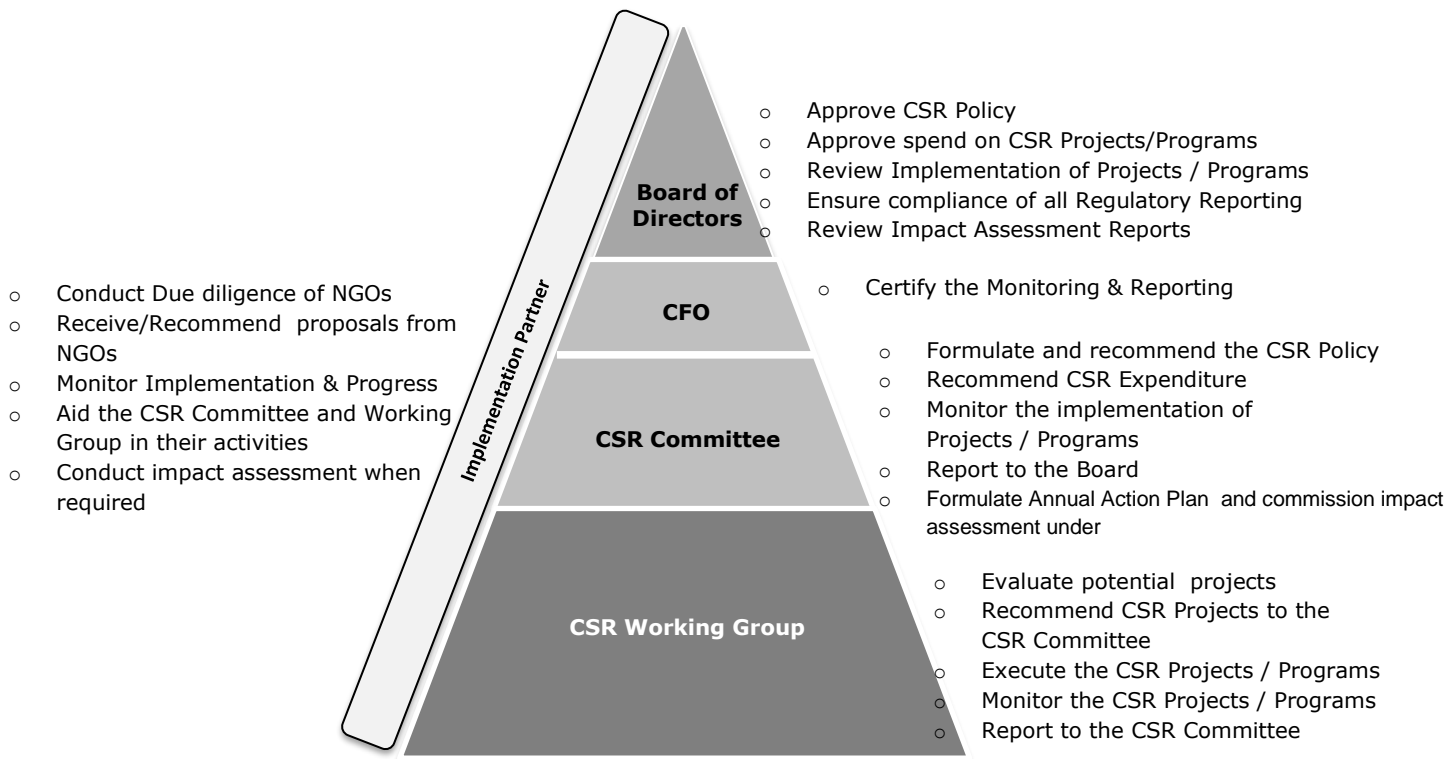 Implementation Partner
o Conduct Due diligence of NGOs
o Receive/Recommend proposals from
NGOs
o Monitor Implementation & Progress
o Aid the CSR Committee and Working
Group in their activities
o Conduct impact assessment when
required
Board of
Directors
o Approve CSR Policy
o Approve spend on CSR Projects/Programs
o Review Implementation of Projects / Programs
o Ensure compliance of all Regulatory Reporting
o Review Impact Assessment Reports
CFO
o Certify the Monitoring & Reporting
CSR Committee
o Formulate and recommend the CSR Policy
o Recommend CSR Expenditure
o Monitor the implementation of
Projects / Programs
o Report to the Board
o Formulate Annual Action Plan and commission impact
assessment under
CSR Working Group
o Evaluate potential projects
o Recommend CSR Projects to the
CSR Committee
o Execute the CSR Projects / Programs
o Monitor the CSR Projects / Programs
o Report to the CSR Committee